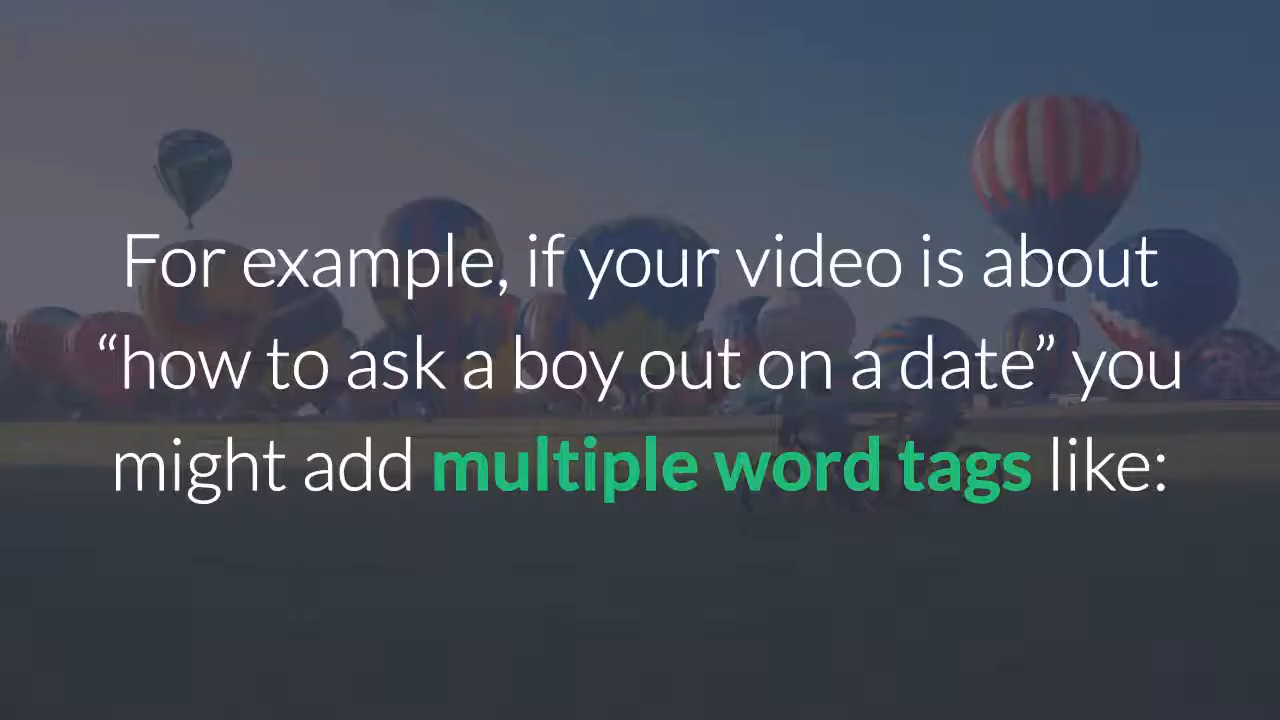 For example, if your video is about
“how to ask a boy out on a date” you
might add multiple word tags like: